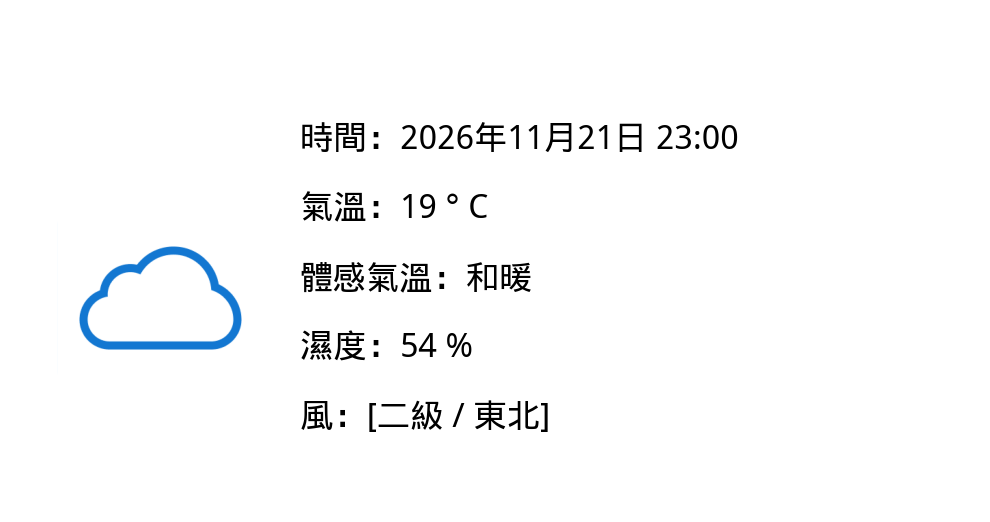 時間：2026年11月21日 23:00
氣溫：19 ° C
體感氣溫：和暖
濕度：54 %
風：[二級 / 東北]